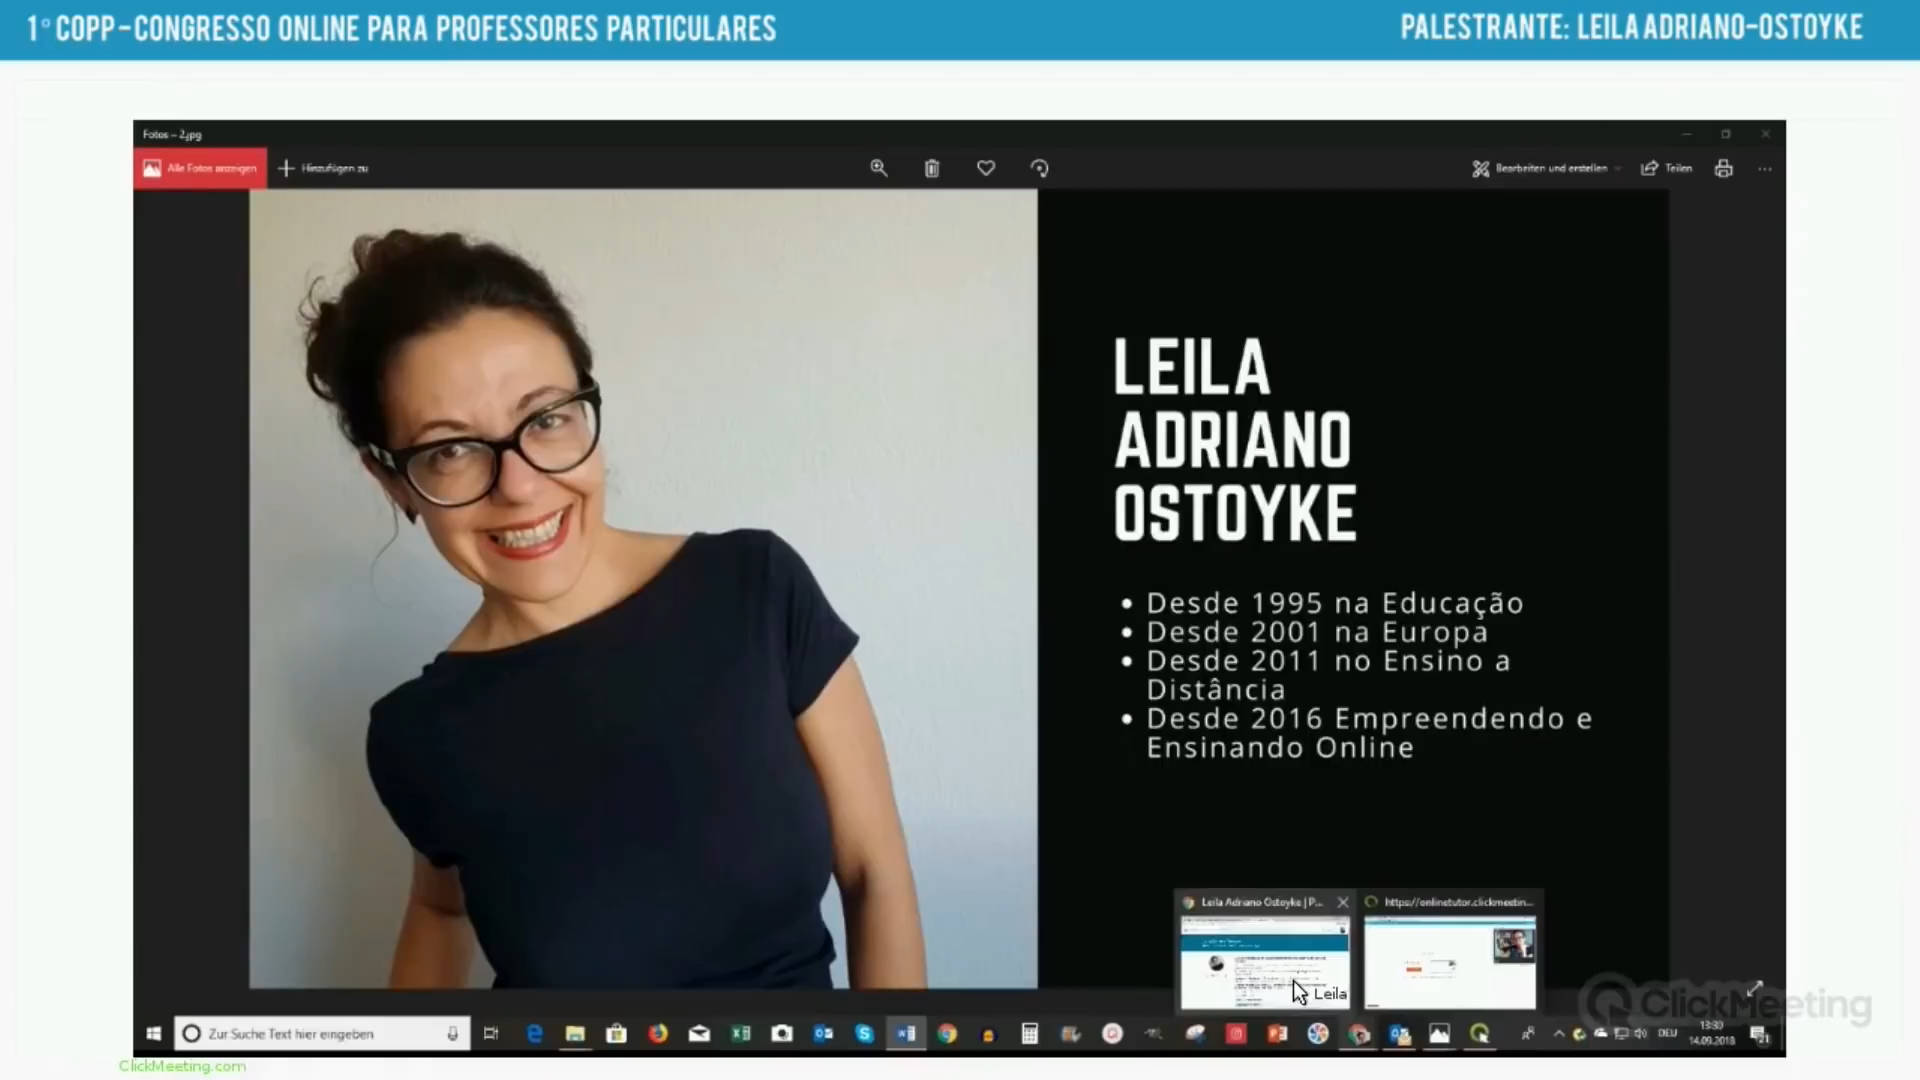 1º COPP - CONGRESSO ONLINE PARA PROFESSORES PARTICULARES
PALESTRANTE: LEILA ADRIANO-OSTOYKE
Fotos – 2.jpg
Alle Fotos anzeigen
Hinzufügen zu
Bearbeiten und erstellen
Teilen
LEILA
ADRIANO
OSTOYKE
• Desde 1995 na Educação
• Desde 2001 na Europa
• Desde 2011 no Ensino a
Distância
• Desde 2016 Empreendendo e
Ensinando Online
Leila Adriano Ostoyke | P...
https://onlinetutor.clickmeetin...
Leila
ClickMeeting
Zur Suche Text hier eingeben
DEU
13:30
14.09.2018
21
ClickMeeting.com